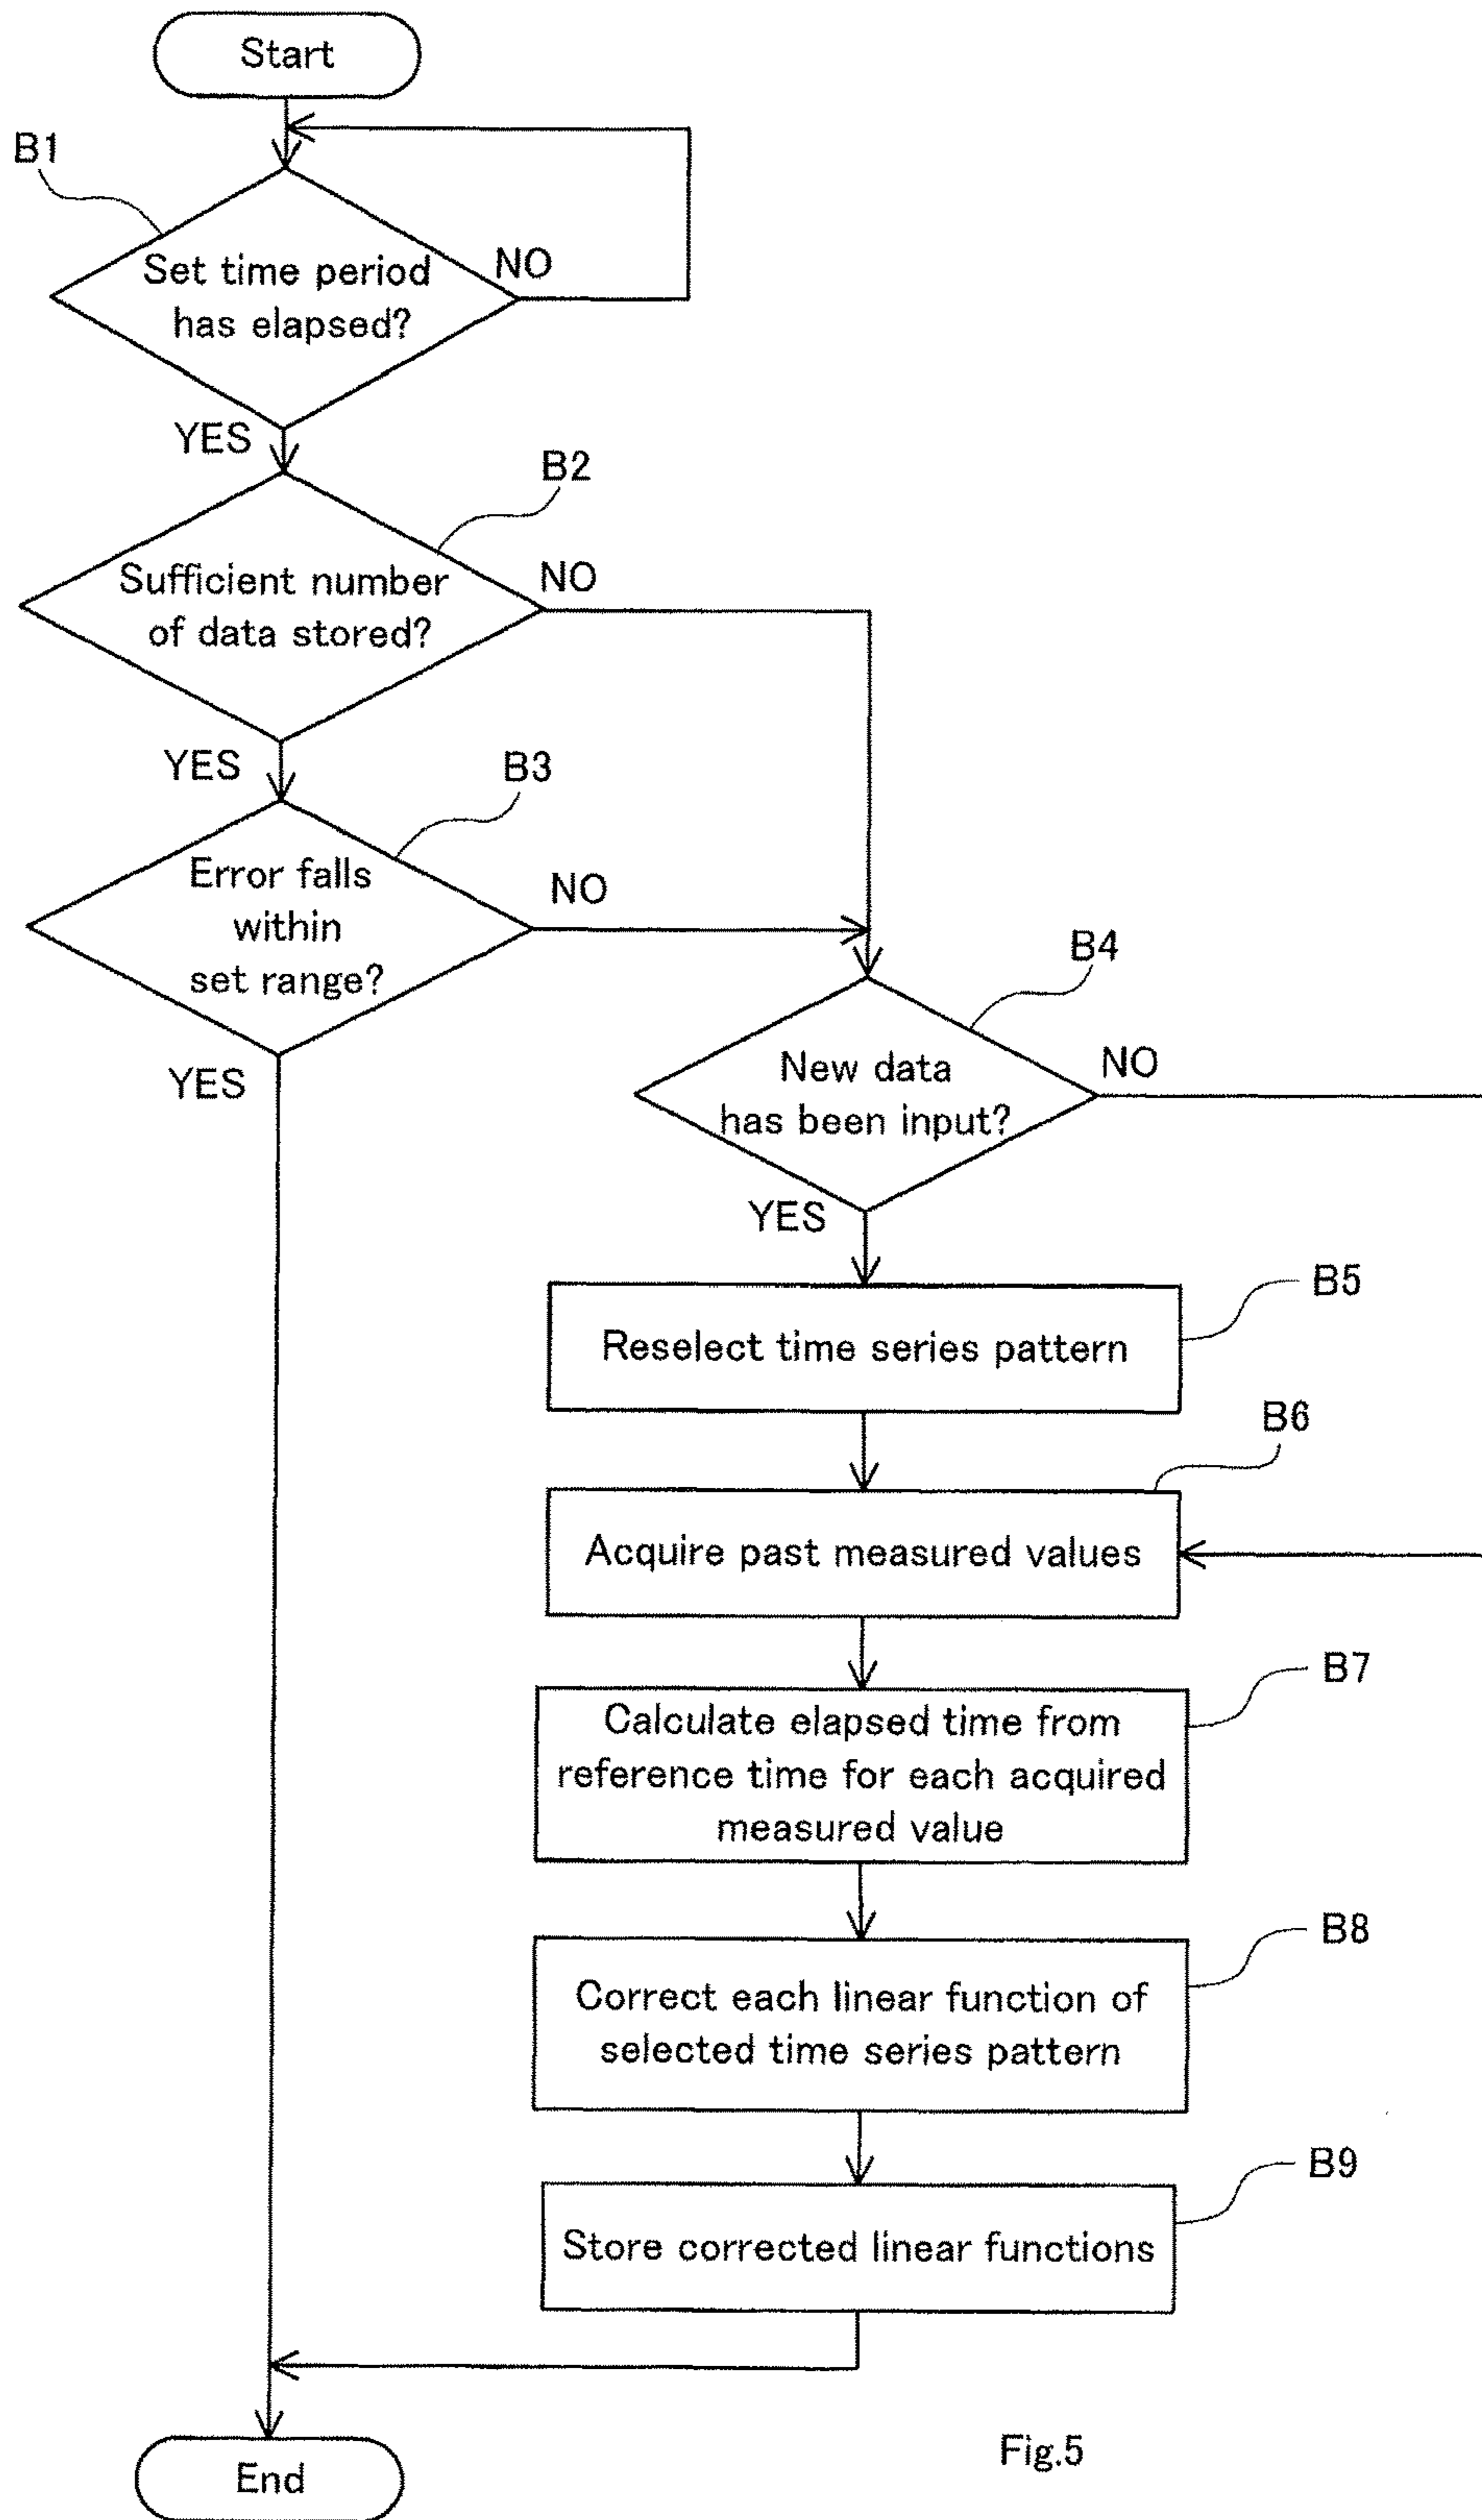 Start
B1
Set time period
has elapsed?
NO
YES
B2
Sufficient number
of data stored?
NO
YES
B3
Error falls
within
set range?
NO
YES
B4
New data
has been input?
NO
YES
B5
Reselect time series pattern
B6
Acquire past measured values
B7
Calculate elapsed time from
reference time for each acquired
measured value
B8
Correct each linear function of
selected time series pattern
B9
Store corrected linear functions
End
Fig.5